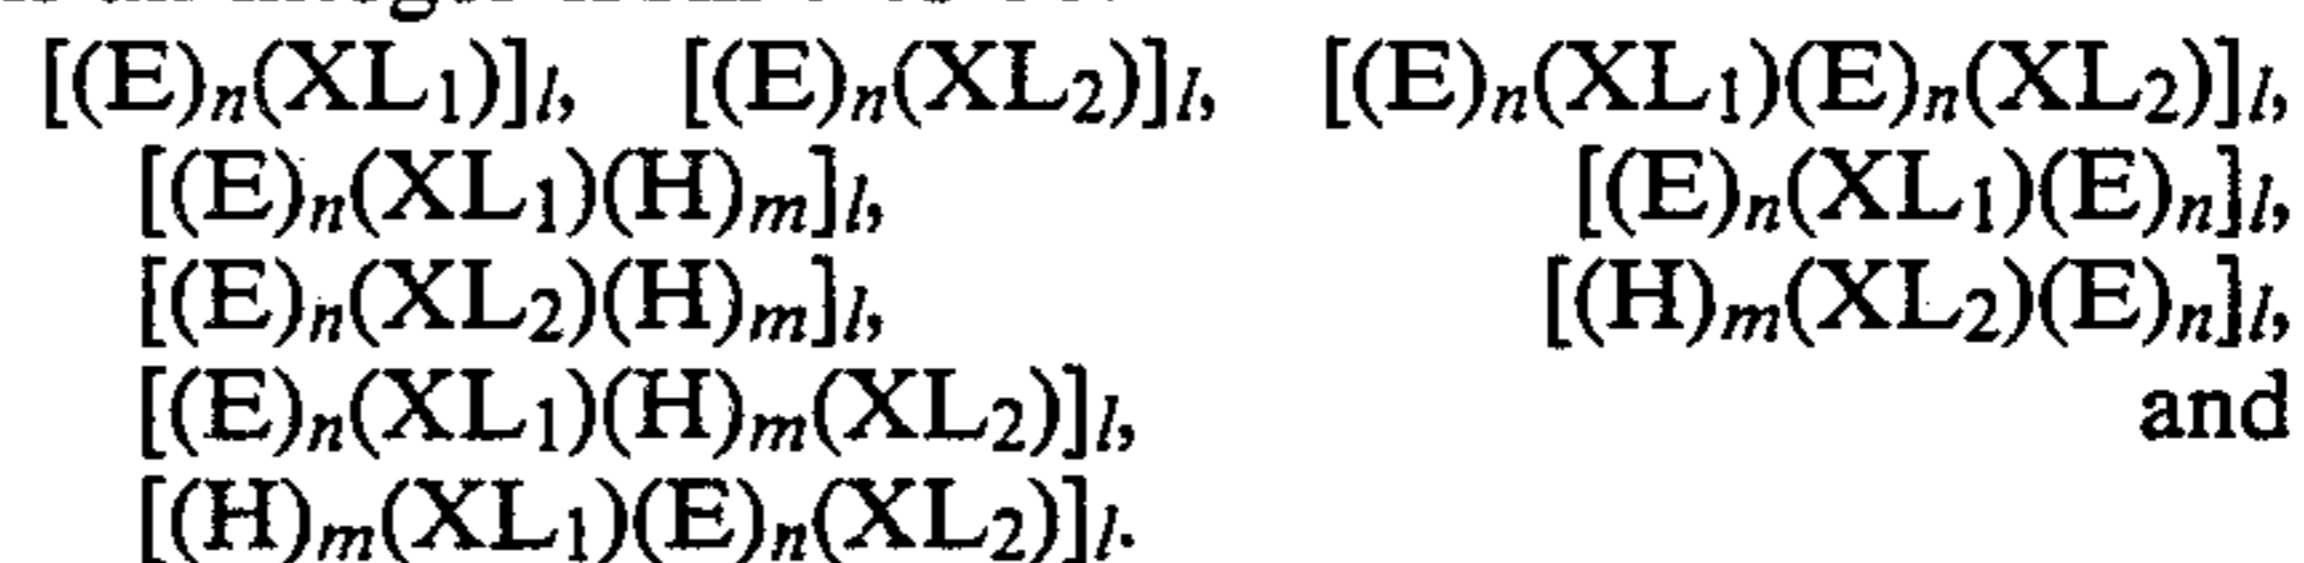 [(E)n(XL1)]l, [(E)n(XL2)]l, [(E)n(XL1)(E)n(XL2)]l,
[(E)n(XL1)(H)m]l, [(E)n(XL1)(E)n]l,
[(E)n(XL2)(H)m]l, [(H)m(XL2)(E)n]l,
[(E)n(XL1)(H)m(XL2)]l, and
[(H)m(XL1)(E)n(XL2)]l.